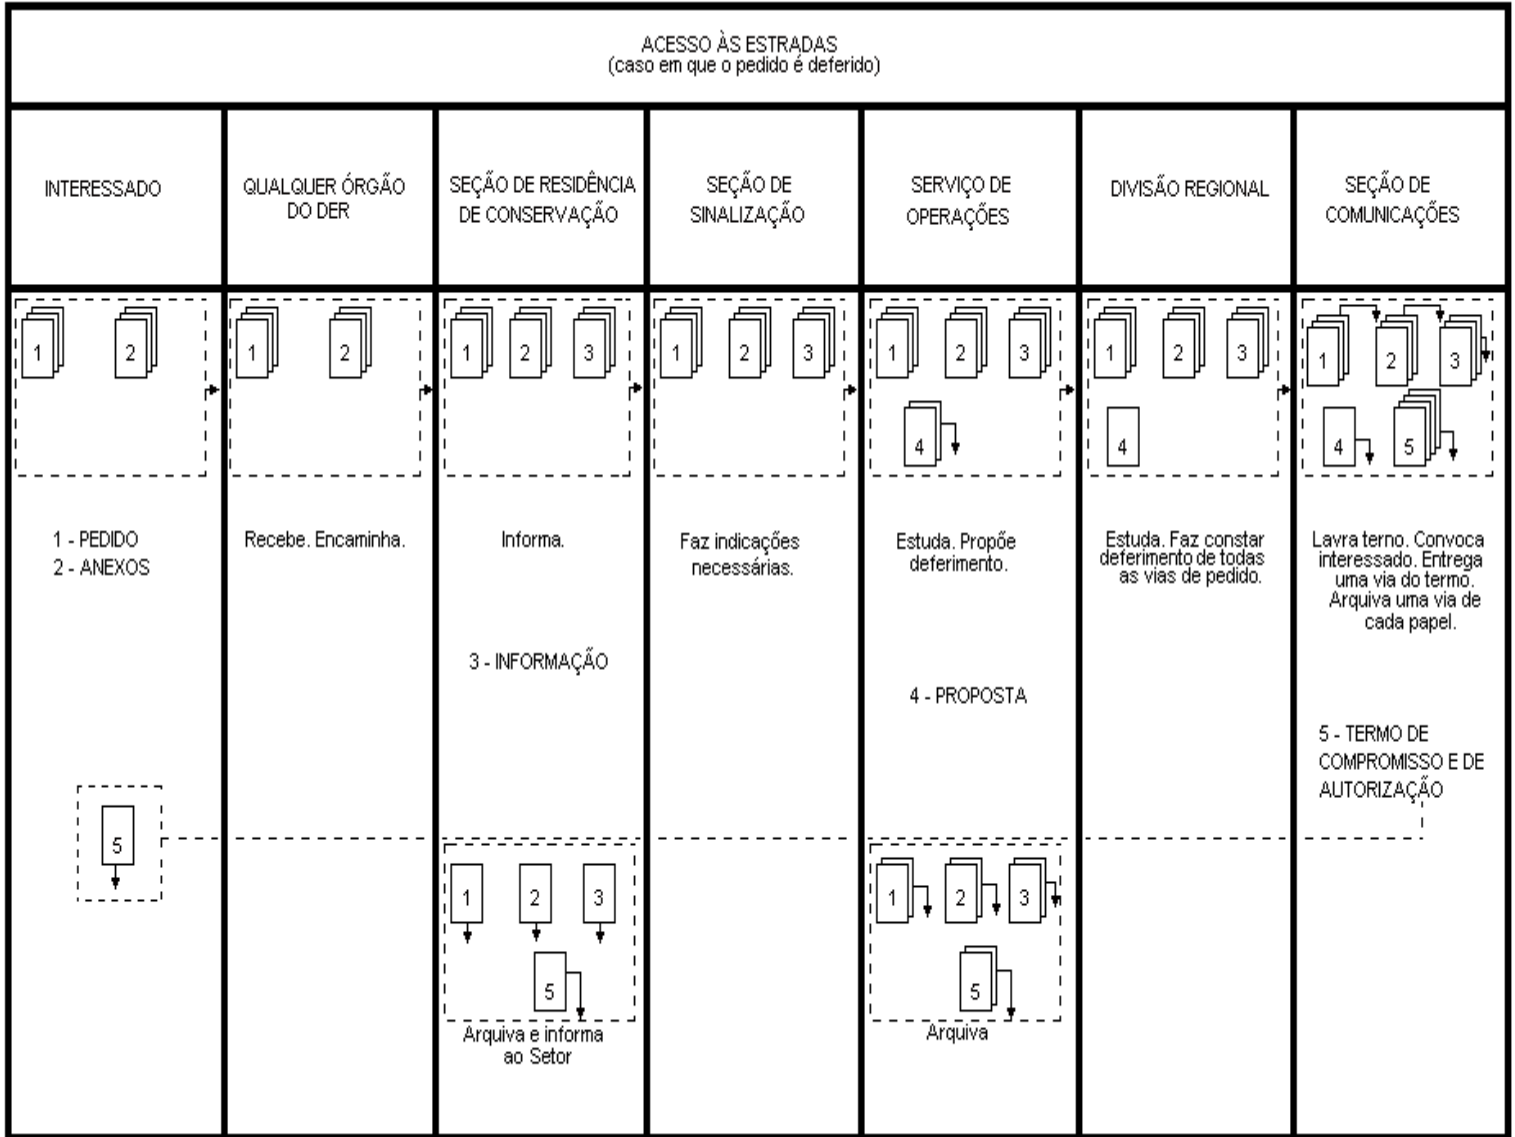 ACESSO ÀS ESTRADAS
(caso em que o pedido é deferido)
INTERESSADO
QUALQUER ÓRGÃO
DO DER
SEÇÃO DE RESIDÊNCIA
DE CONSERVAÇÃO
SEÇÃO DE
SINALIZAÇÃO
SERVIÇO DE
OPERAÇÕES
DIVISÃO REGIONAL
SEÇÃO DE
COMUNICAÇÕES
1 2
1 2
1 2 3
1 2 3
1 2 3
4
1 2 3
4
1 2 3
4 5
1 - PEDIDO
2 - ANEXOS
Recebe. Encaminha.
Informa.
3 - INFORMAÇÃO
Faz indicações
necessárias.
Estuda. Propõe
deferimento.
4 - PROPOSTA
Estuda. Faz constar
deferimento de todas
as vias de pedido.
Lavra terno. Convoca
interessado. Entrega
uma via do termo.
Arquiva uma via de
cada papel.
5 - TERMO DE
COMPROMISSO E DE
AUTORIZAÇÃO
5
1 2 3
5
Arquiva e informa
ao Setor
1 2 3
5
Arquiva